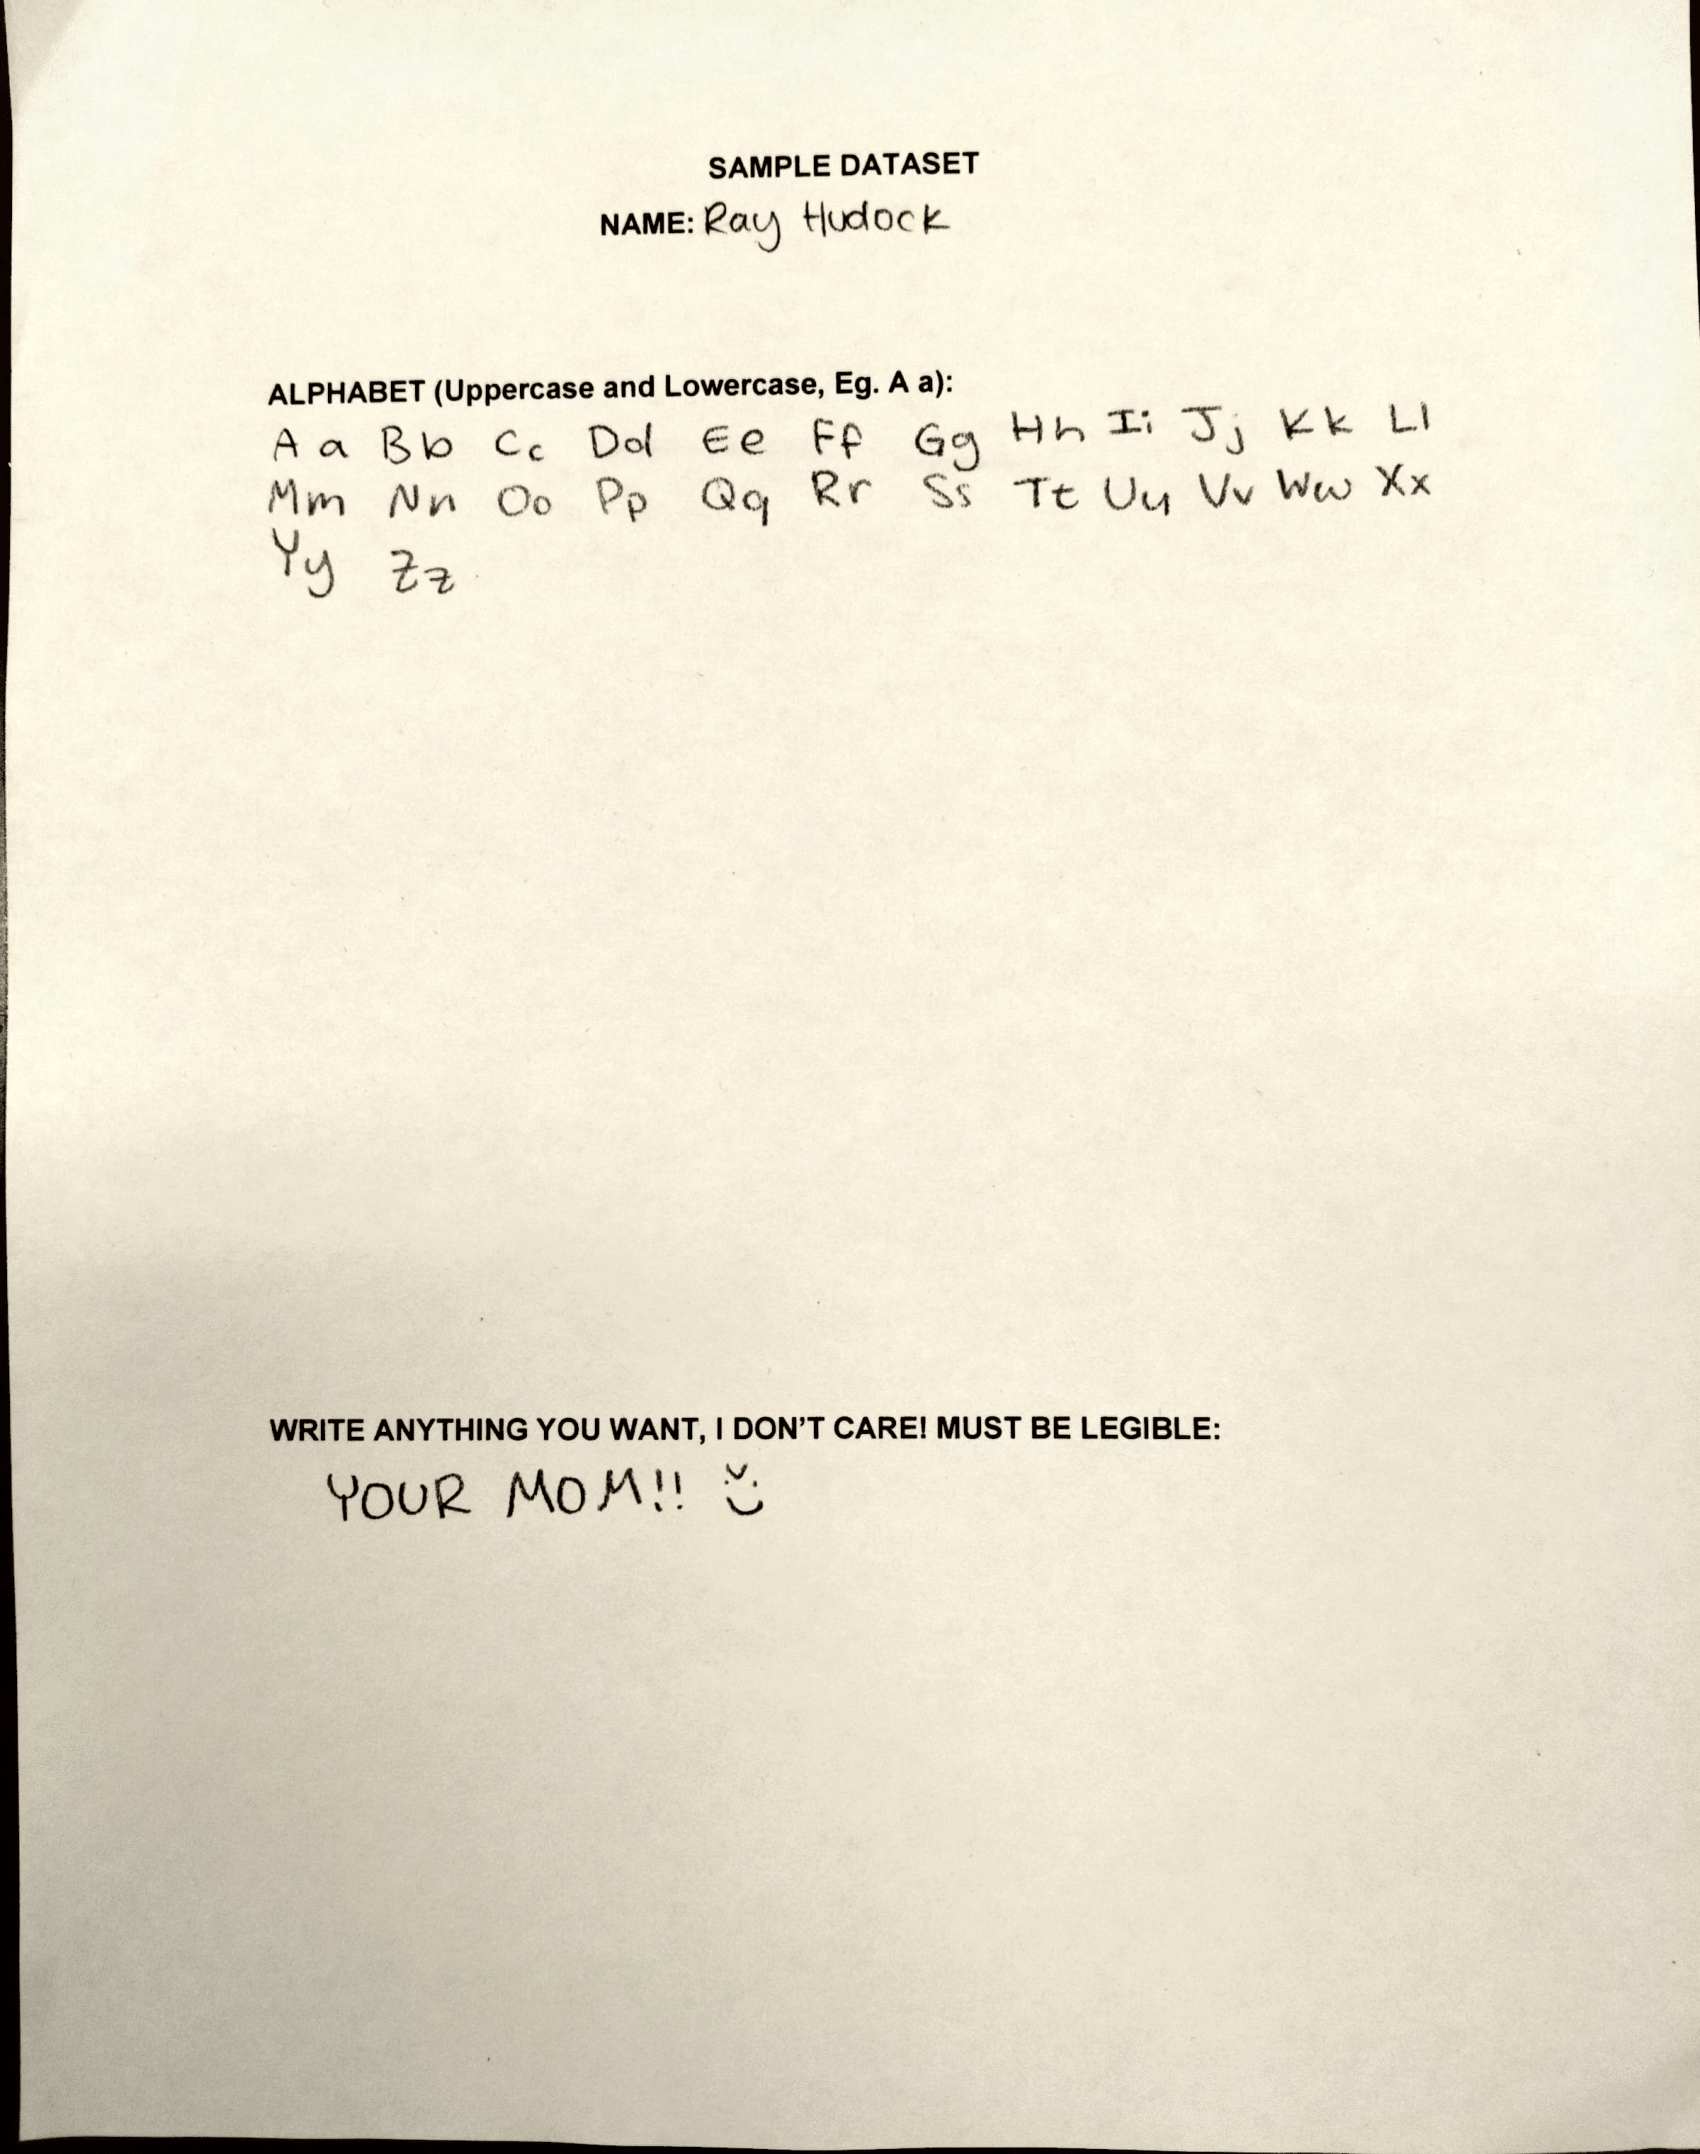 SAMPLE DATASET
NAME: Ray Hudock
ALPHABET (Uppercase and Lowercase, Eg. A a):
A a Bb Cc Dd Ee Ff Gg Hh Ii Jj Kk Ll
Mm Nn Oo Pp Qq Rr Ss Tt Uu Vv Ww Xx
Yy Zz
WRITE ANYTHING YOU WANT, I DON'T CARE! MUST BE LEGIBLE:
YOUR MOM!!